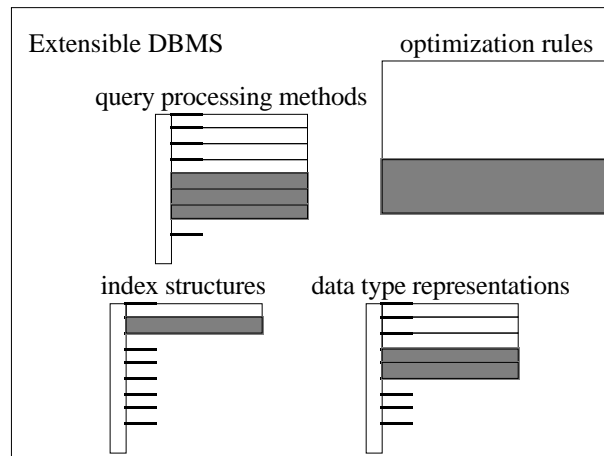 Extensible DBMS
optimization rules
query processing methods
index structures
data type representations